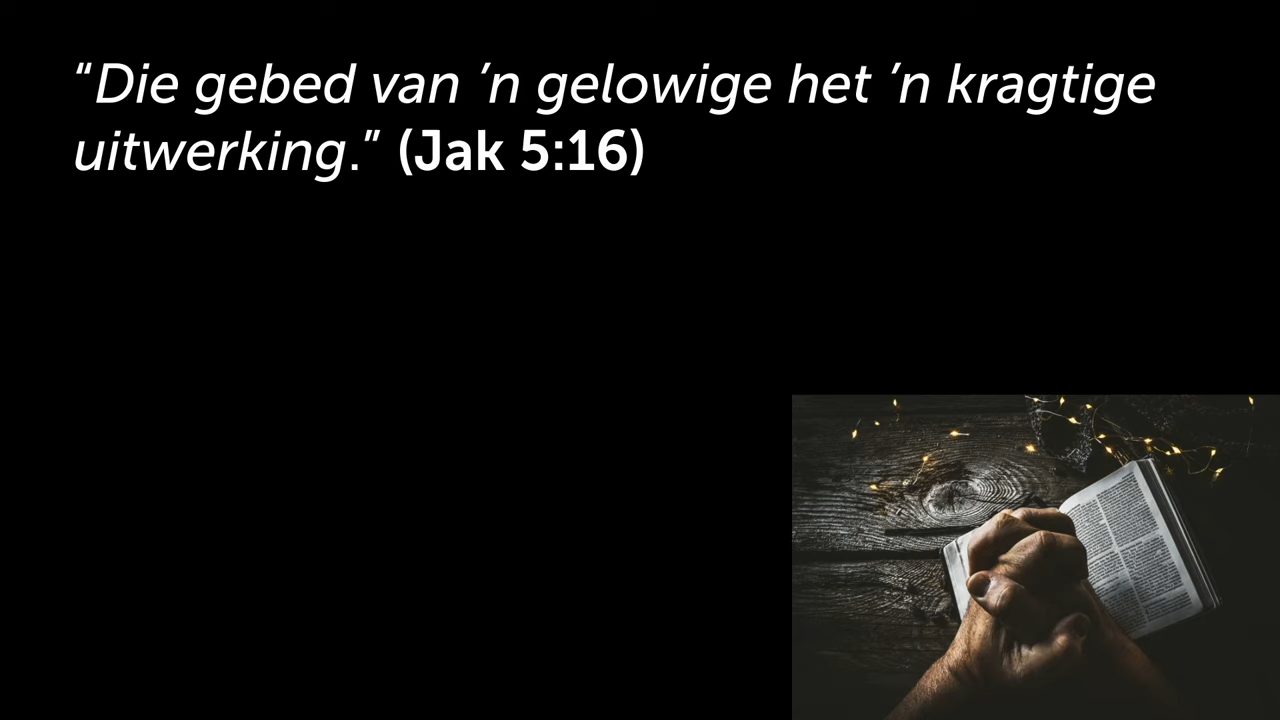 “Die gebed van ’n gelowige het ’n kragtige
uitwerking.” (Jak 5:16)